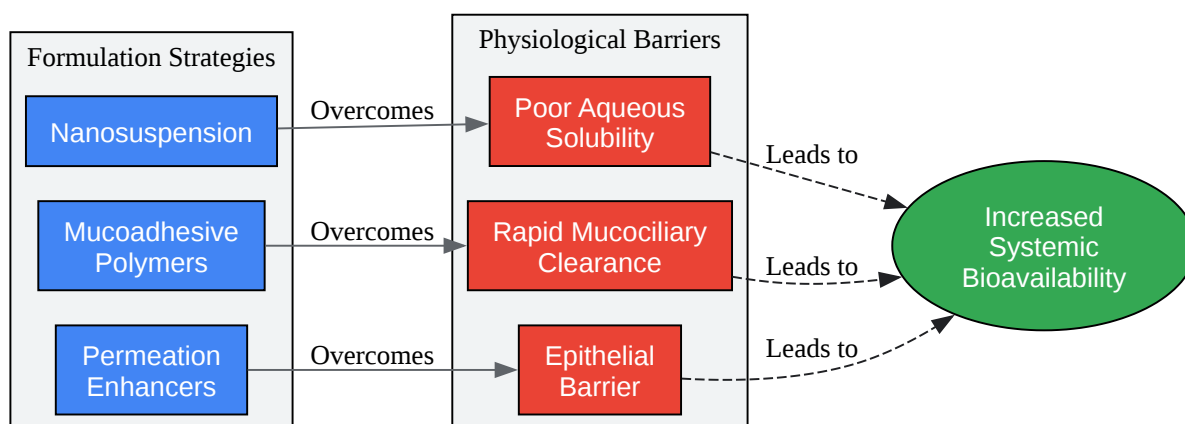 Formulation Strategies
Physiological Barriers
Nanosuspension
Overcomes
Poor Aqueous
Solubility
Leads to
Mucoadhesive
Polymers
Overcomes
Rapid Mucociliary
Clearance
Leads to
Permeation
Enhancers
Overcomes
Epithelial
Barrier
Leads to
Increased
Systemic
Bioavailability